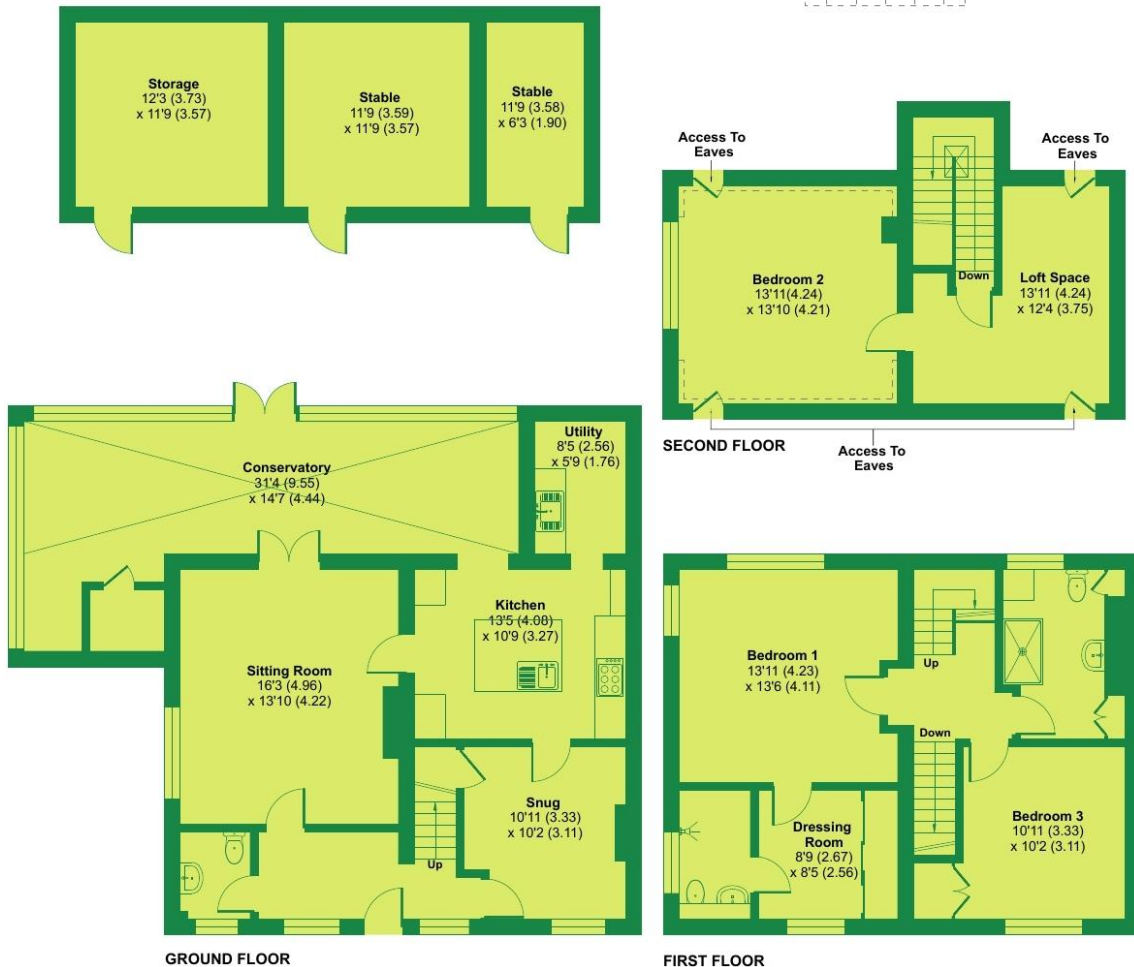 Storage
12'3 (3.73)
x 11'9 (3.57)
Stable
11'9 (3.59)
x 11'9 (3.57)
Stable
11'9 (3.58)
x 6'3 (1.90)
Access To
Eaves
Access To
Eaves
Bedroom 2
13'11(4.24)
x 13'10 (4.21)
Down
Loft Space
13'11 (4.24)
x 12'4 (3.75)
SECOND FLOOR
Access To
Eaves
Conservatory
31'4 (9.55)
x 14'7 (4.44)
Utility
8'5 (2.56)
x 5'9 (1.76)
Kitchen
13'5 (4.08)
x 10'9 (3.27)
Sitting Room
16'3 (4.96)
x 13'10 (4.22)
Snug
10'11 (3.33)
x 10'2 (3.11)
Up
GROUND FLOOR
Bedroom 1
13'11 (4.23)
x 13'6 (4.11)
Up
Down
Dressing
Room
8'9 (2.67)
x 8'5 (2.56)
Bedroom 3
10'11 (3.33)
x 10'2 (3.11)
FIRST FLOOR